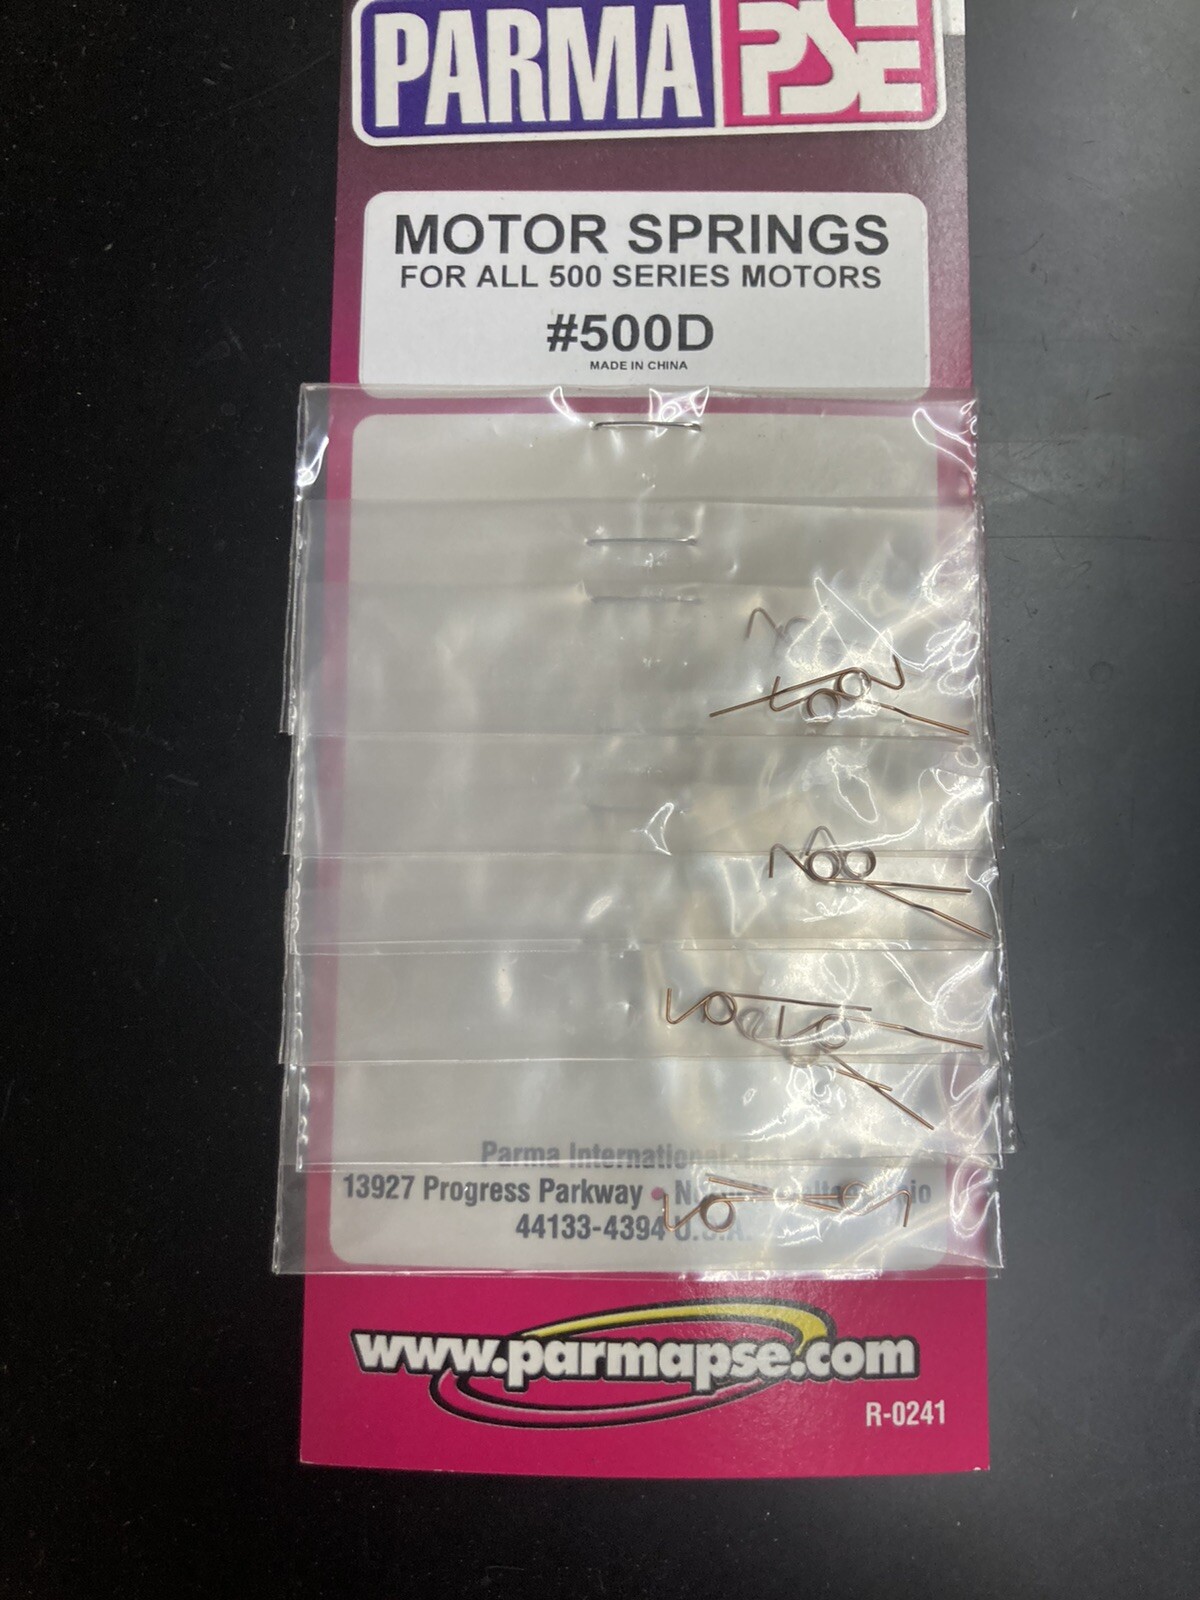 PARMA PSE
MOTOR SPRINGS
FOR ALL 500 SERIES MOTORS
#500D
MADE IN CHINA
Parma International,
13927 Progress Parkway •
44133-4394 U.S.A.
www.parmapse.com
R-0241